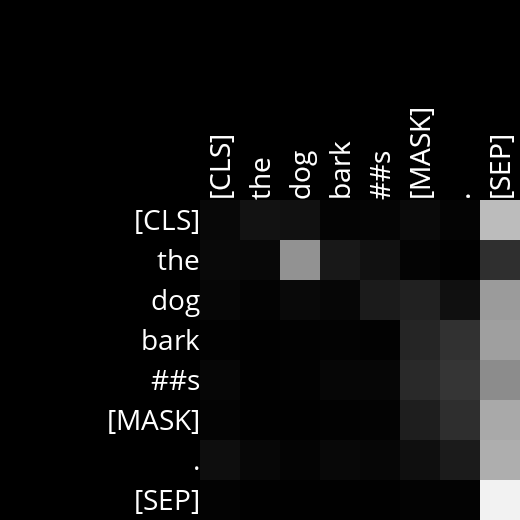 [CLS] the dog bark ##s [MASK] . [SEP]
[CLS]
the
dog
bark
##s
[MASK]
.
[SEP]